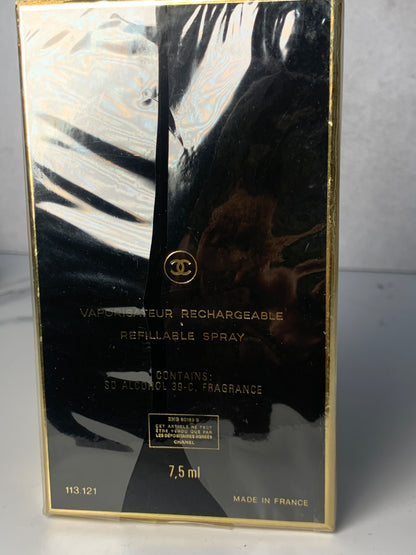 VAPORISATEUR RECHARGEABLE
REFILLABLE SPRAY
CONTAINS:
SD ALCOHOL 39-C, FRAGRANCE
CET ARTICLE NE PEUT
ÊTRE VENDU QUE PAR
LES DÉPOSITAIRES AGRÉÉS
CHANEL
7,5 ml
113.121
MADE IN FRANCE